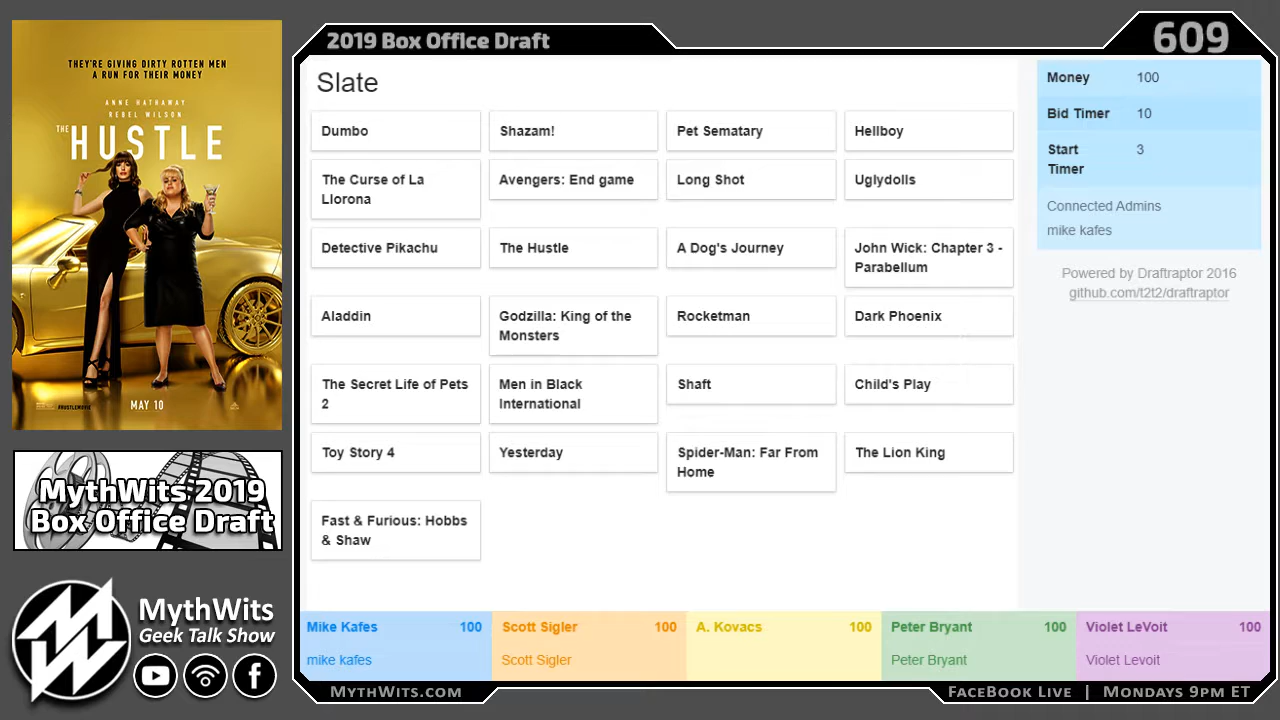 THEY'RE GIVING DIRTY ROTTEN MEN
A RUN FOR THEIR MONEY
ANNE HATHAWAY
REBEL WILSON
THE HUSTLE
#HUSTLEMOVIE
MAY 10
MythWits 2019
Box Office Draft
MythWits
Geek Talk Show
2019 Box Office Draft
609
Slate
Dumbo
Shazam!
Pet Sematary
Hellboy
The Curse of La
Llorona
Avengers: End game
Long Shot
Uglydolls
Detective Pikachu
The Hustle
A Dog's Journey
John Wick: Chapter 3 -
Parabellum
Aladdin
Godzilla: King of the
Monsters
Rocketman
Dark Phoenix
The Secret Life of Pets
2
Men in Black
International
Shaft
Child's Play
Toy Story 4
Yesterday
Spider-Man: Far From
Home
The Lion King
Fast & Furious: Hobbs
& Shaw
Money 100
Bid Timer 10
Start
Timer
3
Connected Admins
mike kafes
Powered by Draftraptor 2016
github.com/t2t2/draftraptor
Mike Kafes 100
mike kafes
Scott Sigler 100
Scott Sigler
A. Kovacs 100
Peter Bryant 100
Peter Bryant
Violet LeVoit 100
Violet Levoit
MythWits.com
FaceBook Live | Mondays 9pm ET